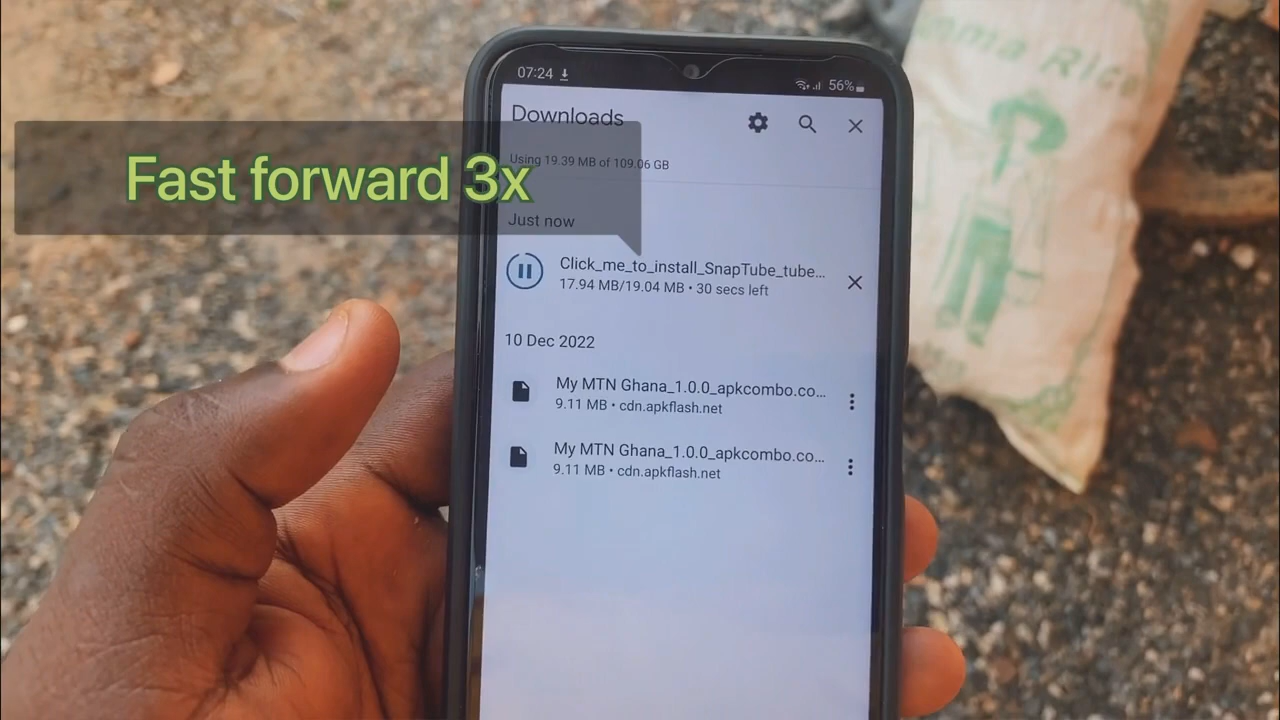 07:24
56%
Downloads
Using 19.39 MB of 109.06 GB
Fast forward 3x
Just now
Click_me_to_install_SnapTube_tube...
17.94 MB/19.04 MB • 30 secs left
10 Dec 2022
My MTN Ghana_1.0.0_apkcombo.co...
9.11 MB • cdn.apkflash.net
My MTN Ghana_1.0.0_apkcombo.co...
9.11 MB • cdn.apkflash.net